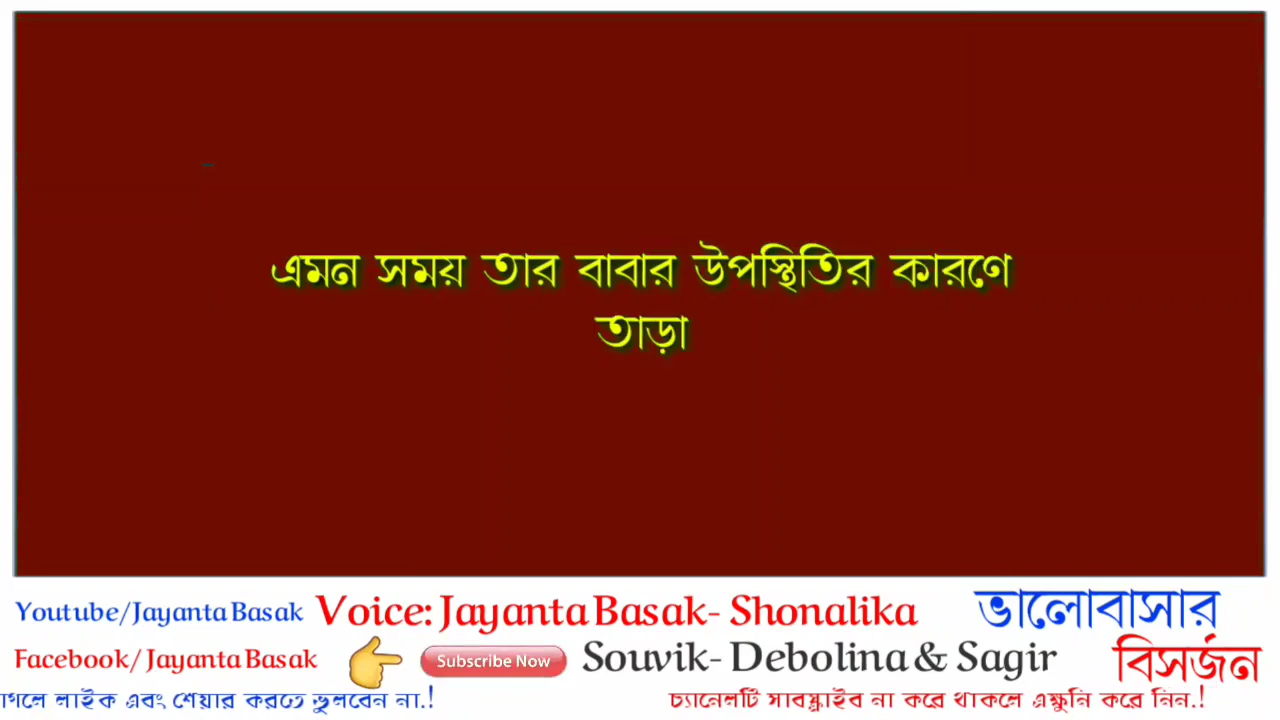 এমন সময় তার বাবার উপস্থিতির কারণে
তাড়া
Youtube/Jayanta Basak
Voice: Jayanta Basak- Shonalika
ভালোবাসার
Facebook/ Jayanta Basak
Subscribe Now
Souvik- Debolina & Sagir
বিসর্জন
লাইক এবং শেয়ার করতে ভুলবেন না.!
চ্যানেলটি সাবস্ক্রাইব না করে থাকলে এক্ষুনি করে নিন.!